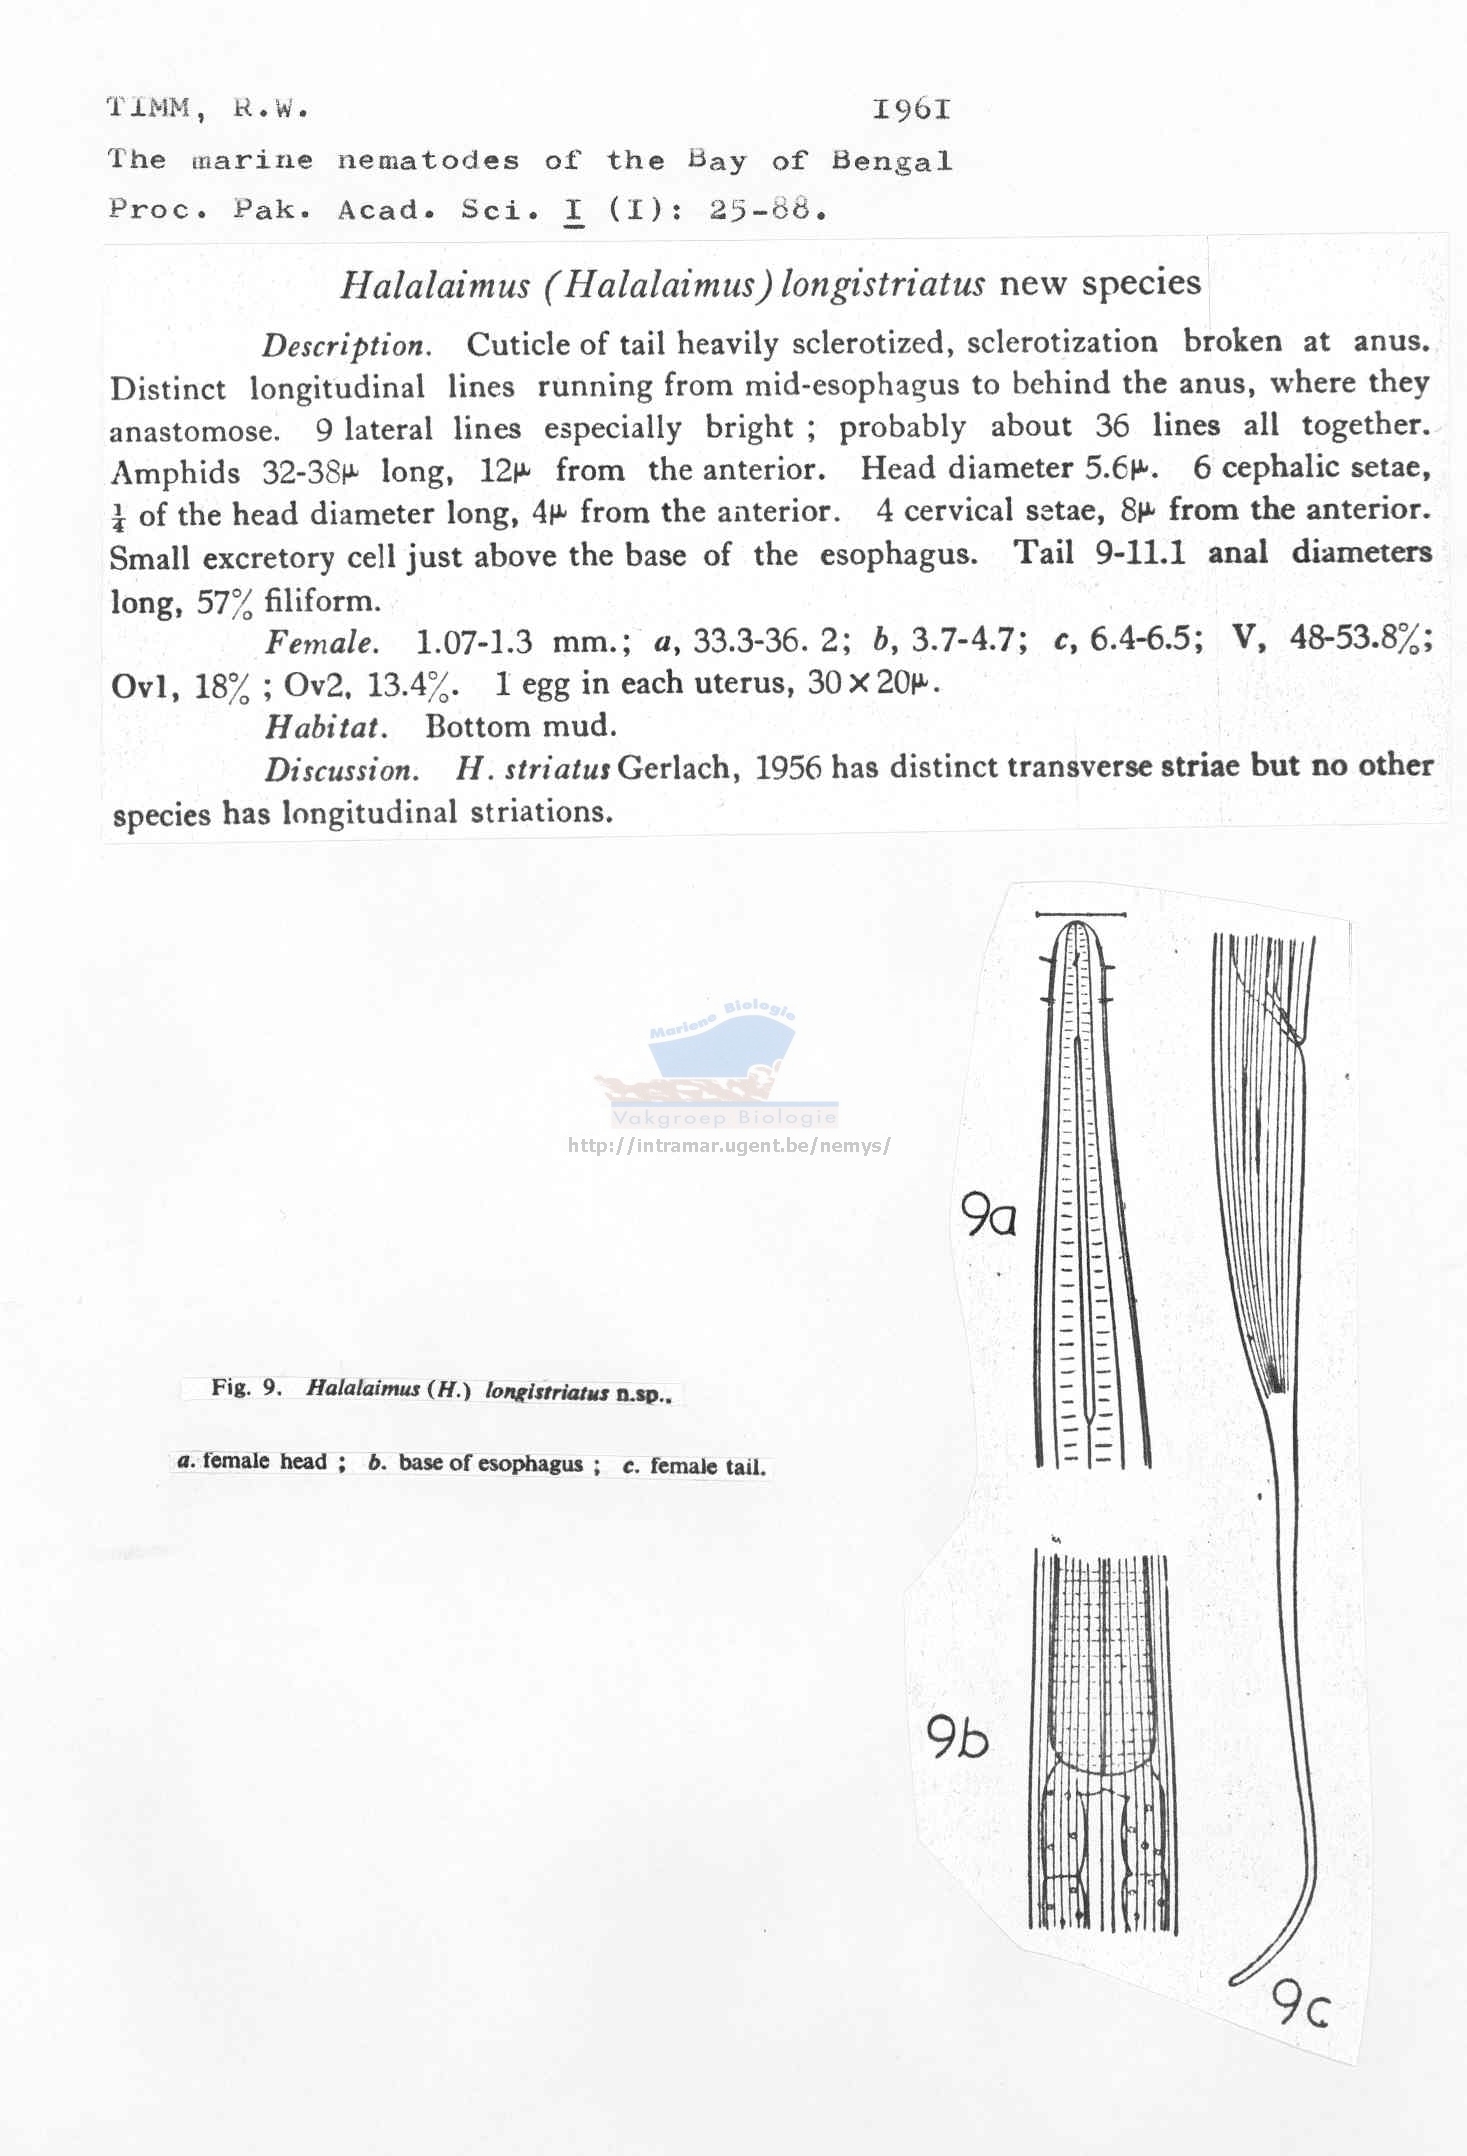 TIMM, R.W. 1961
The marine nematodes of the Bay of Bengal
Proc. Pak. Acad. Sci. I (I): 25-88.
Halalaimus (Halalaimus) longistriatus new species
Description. Cuticle of tail heavily sclerotized, sclerotization broken at anus.
Distinct longitudinal lines running from mid-esophagus to behind the anus, where they
anastomose. 9 lateral lines especially bright ; probably about 36 lines all together.
Amphids 32-38μ long, 12μ from the anterior. Head diameter 5.6μ. 6 cephalic setae,
¼ of the head diameter long, 4μ from the anterior. 4 cervical setae, 8μ from the anterior.
Small excretory cell just above the base of the esophagus. Tail 9-11.1 anal diameters
long, 57% filiform.
Female. 1.07-1.3 mm.; a, 33.3-36. 2; b, 3.7-4.7; c, 6.4-6.5; V, 48-53.8%;
Ov1, 18% ; Ov2, 13.4%. 1 egg in each uterus, 30 × 20μ.
Habitat. Bottom mud.
Discussion. H. striatus Gerlach, 1956 has distinct transverse striae but no other
species has longitudinal striations.
Mariene Biologie
Vakgroep Biologie
http://intramar.ugent.be/nemys/
9a
Fig. 9. Halalaimus (H.) longistriatus n.sp..
a. female head ; b. base of esophagus ; c. female tail.
9b
9c